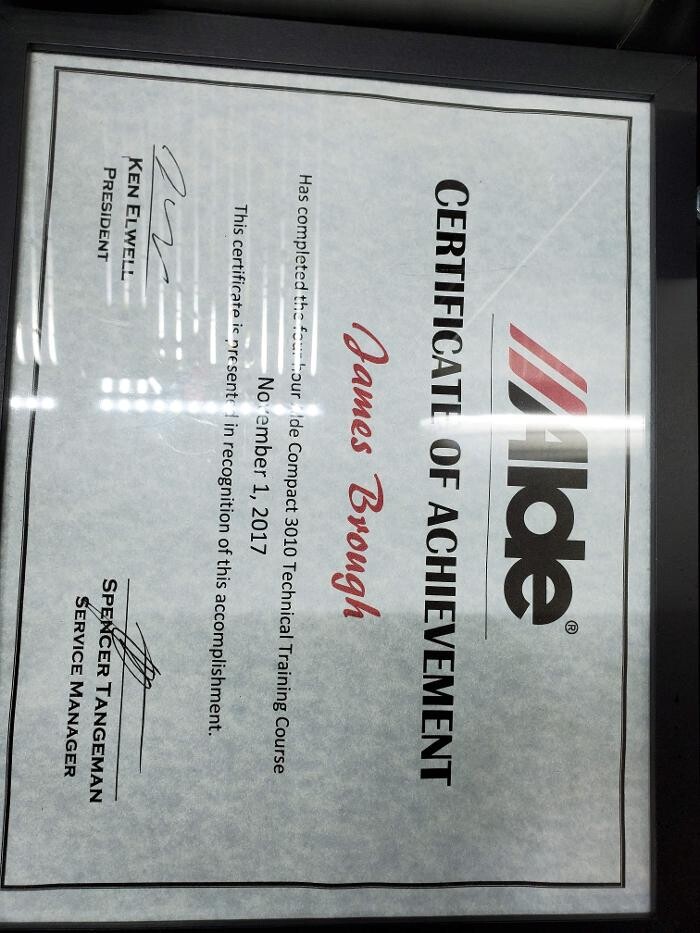 Alde®
CERTIFICATE OF ACHIEVEMENT
James Brough
Has completed the four hour Alde Compact 3010 Technical Training Course
November 1, 2017
This certificate is presented in recognition of this accomplishment.
KEN ELWELL
PRESIDENT
SPENCER TANGEMAN
SERVICE MANAGER